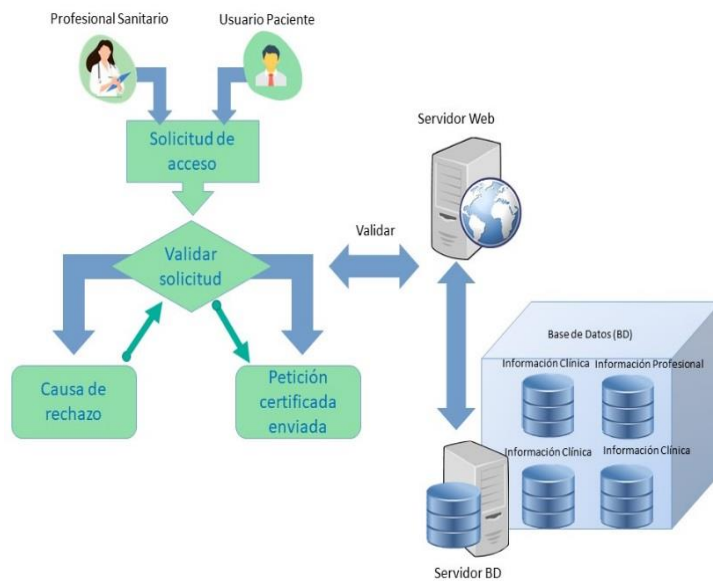 Profesional Sanitario
Usuario Paciente
Solicitud de
acceso
Servidor Web
Validar
Validar
solicitud
Base de Datos (BD)
Información Clínica
Información Profesional
Causa de
rechazo
Petición
certificada
enviada
Información Clínica
Información Clínica
Servidor BD